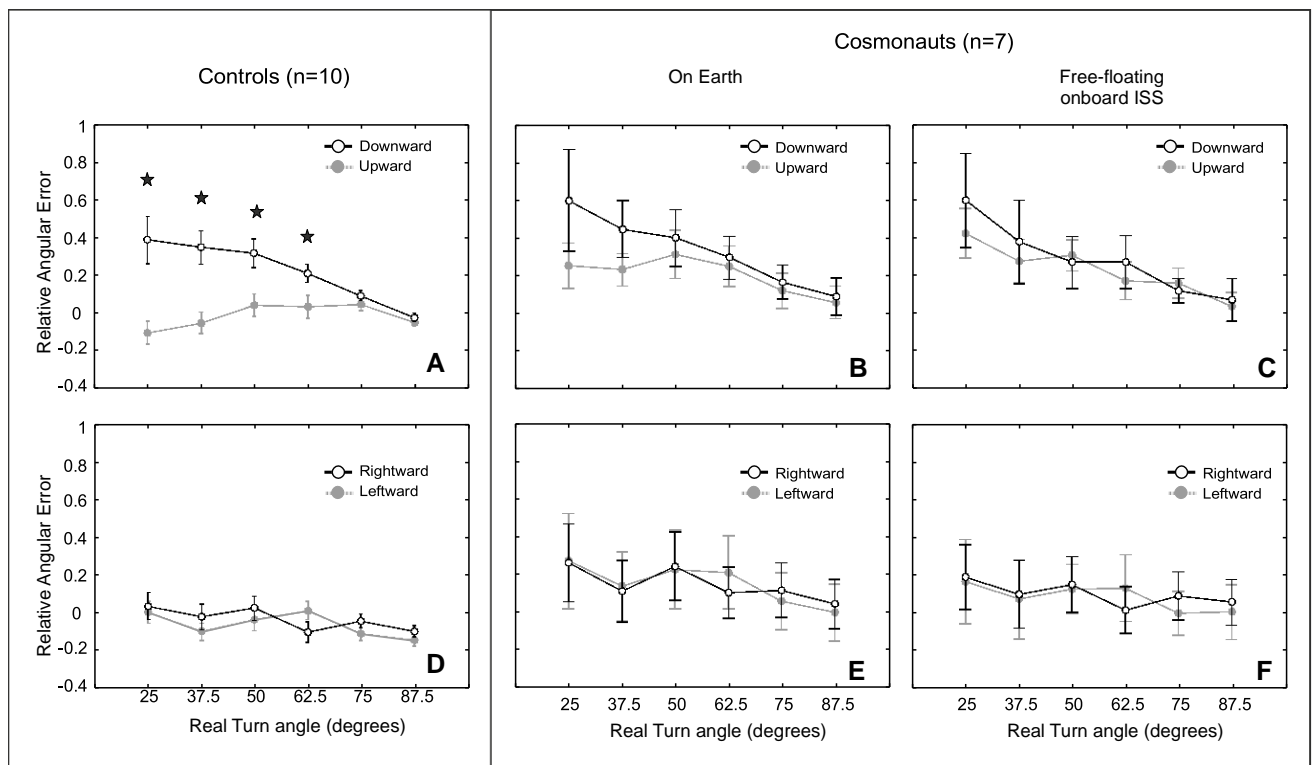 Cosmonauts (n=7)
Controls (n=10)
On Earth
Free-floating
onboard ISS
Relative Angular Error
1
0.8
0.6
0.4
0.2
0
-0.2
-0.4
Downward
Upward
A
Downward
Upward
B
Downward
Upward
C
Relative Angular Error
1
0.8
0.6
0.4
0.2
0
-0.2
-0.4
Rightward
Leftward
D
Rightward
Leftward
E
Rightward
Leftward
F
25 37.5 50 62.5 75 87.5
25 37.5 50 62.5 75 87.5
25 37.5 50 62.5 75 87.5
Real Turn angle (degrees)
Real Turn angle (degrees)
Real Turn angle (degrees)